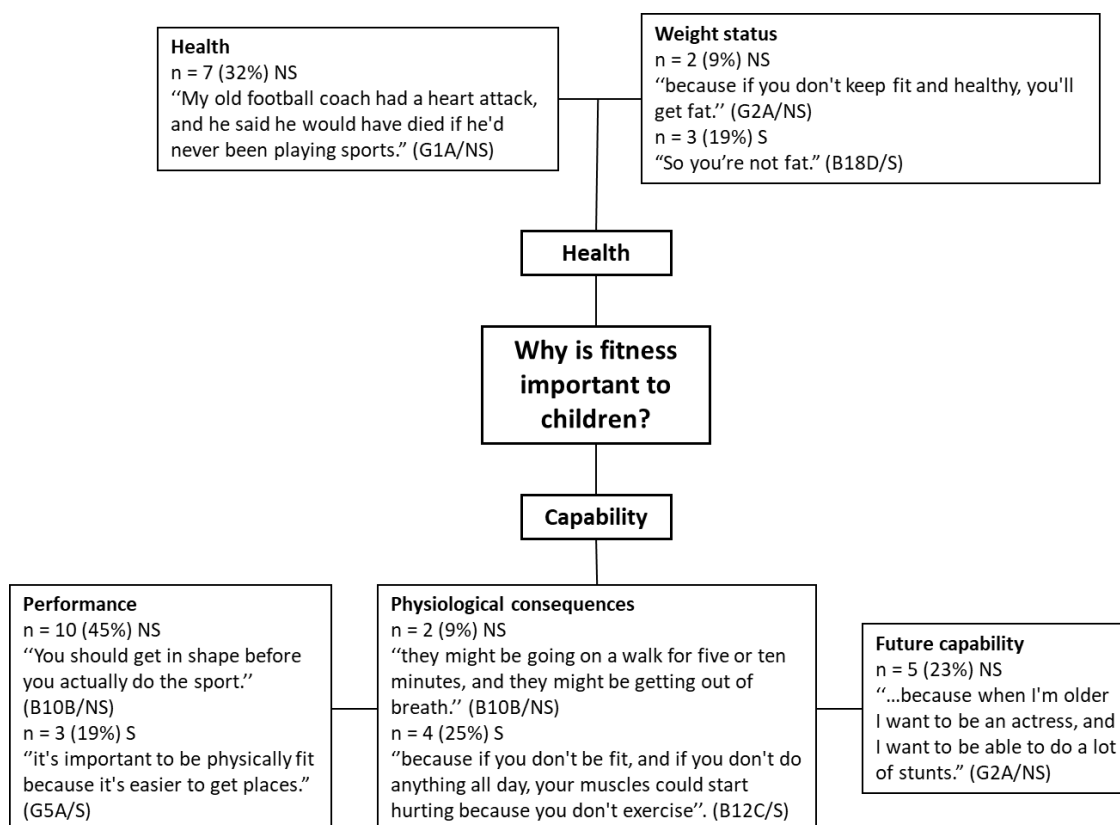 Health
n = 7 (32%) NS
‘‘My old football coach had a heart attack,
and he said he would have died if he'd
never been playing sports.” (G1A/NS)
Weight status
n = 2 (9%) NS
‘‘because if you don't keep fit and healthy, you'll
get fat.’’ (G2A/NS)
n = 3 (19%) S
“So you’re not fat.” (B18D/S)
Health
Why is fitness
important to
children?
Capability
Performance
n = 10 (45%) NS
‘‘You should get in shape before
you actually do the sport.’’
(B10B/NS)
n = 3 (19%) S
‘‘it's important to be physically fit
because it's easier to get places.”
(G5A/S)
Physiological consequences
n = 2 (9%) NS
‘‘they might be going on a walk for five or ten
minutes, and they might be getting out of
breath.’’ (B10B/NS)
n = 4 (25%) S
‘‘because if you don't be fit, and if you don't do
anything all day, your muscles could start
hurting because you don't exercise’’. (B12C/S)
Future capability
n = 5 (23%) NS
‘‘...because when I'm older
I want to be an actress, and
I want to be able to do a lot
of stunts.” (G2A/NS)